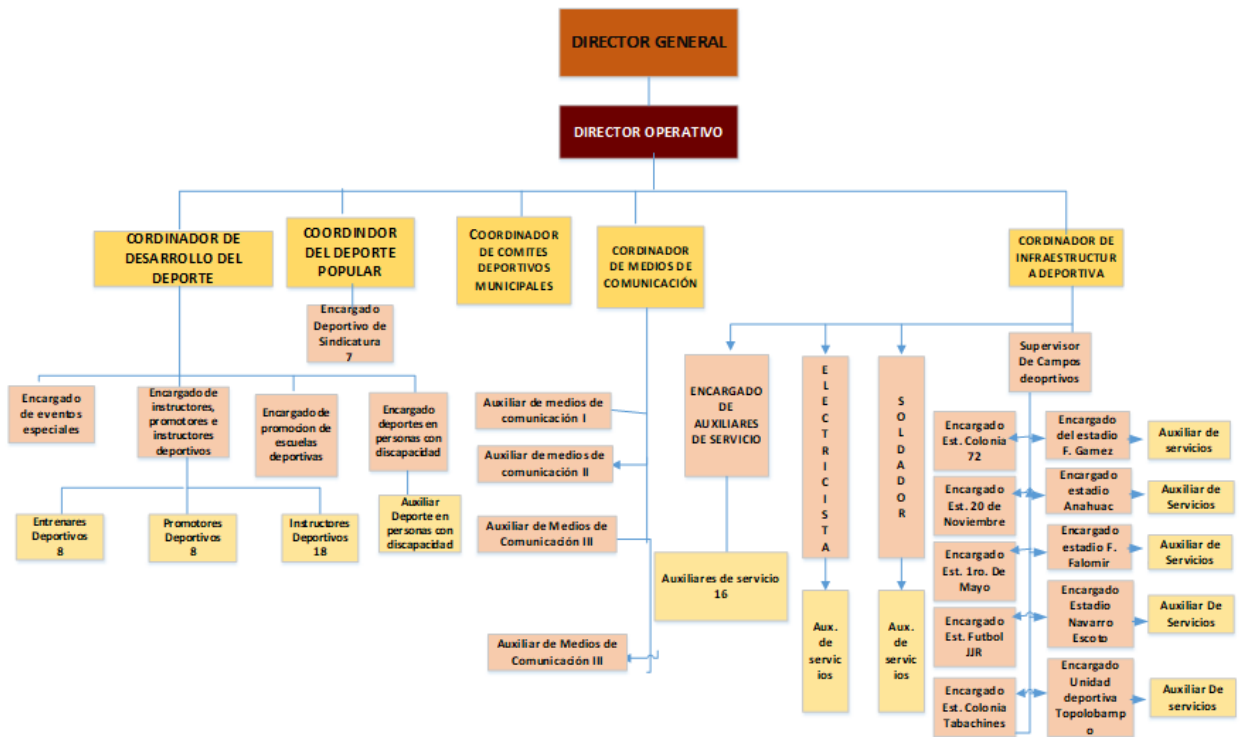 DIRECTOR GENERAL
DIRECTOR OPERATIVO
CORDINADOR DE
DESARROLLO DEL
DEPORTE
COORDINDOR
DEL DEPORTE
POPULAR
COORDINADOR
DE COMITES
DEPORTIVOS
MUNICIPALES
CORDINADOR
DE MEDIOS DE
COMUNICACIÓN
CORDINADOR DE
INFRAESTRUCTUR
A DEPORTIVA
Encargado
Deportivo de
Sindicatura
7
Encargado
de eventos
especiales
Encargado de
instructores,
promotores e
instructores
deportivos
Encargado de
promocion de
escuelas
deportivas
Encargado
deportes en
personas con
discapacidad
Entrenares
Deportivos
8
Promotores
Deportivos
8
Instructores
Deportivos 18
Auxiliar
Deporte en
personas con
discapacidad
Auxiliar de medios de
comunicación I
Auxiliar de medios de
comunicación II
Auxiliar de Medios de
Comunicación III
Auxiliar de Medios de
Comunicación III
ENCARGADO
DE
AUXILIARES
DE SERVICIO
Auxiliares de servicio
16
E
L
E
C
T
R
I
C
I
S
T
A
Aux.
de
servic
ios
S
O
L
D
A
D
O
R
Aux.
de
servic
ios
Supervisor
De Campos
deoprtivos
Encargado
Est. Colonia
72
Encargado
del estadio
F. Gamez
Auxiliar de
servicios
Encargado
Est. 20 de
Noviembre
Encargado
estadio
Anahuac
Auxiliar de
Servicios
Encargado
Est. 1ro. De
Mayo
Encargado
estadio F.
Falomir
Auxiliar de
Servicios
Encargado
Est. Futbol
JJR
Encargado
Estadio
Navarro
Escoto
Auxiliar De
Servicios
Encargado
Est. Colonia
Tabachines
Encargado
Unidad
deportiva
Topolobamp
o
Auxiliar De
servicios